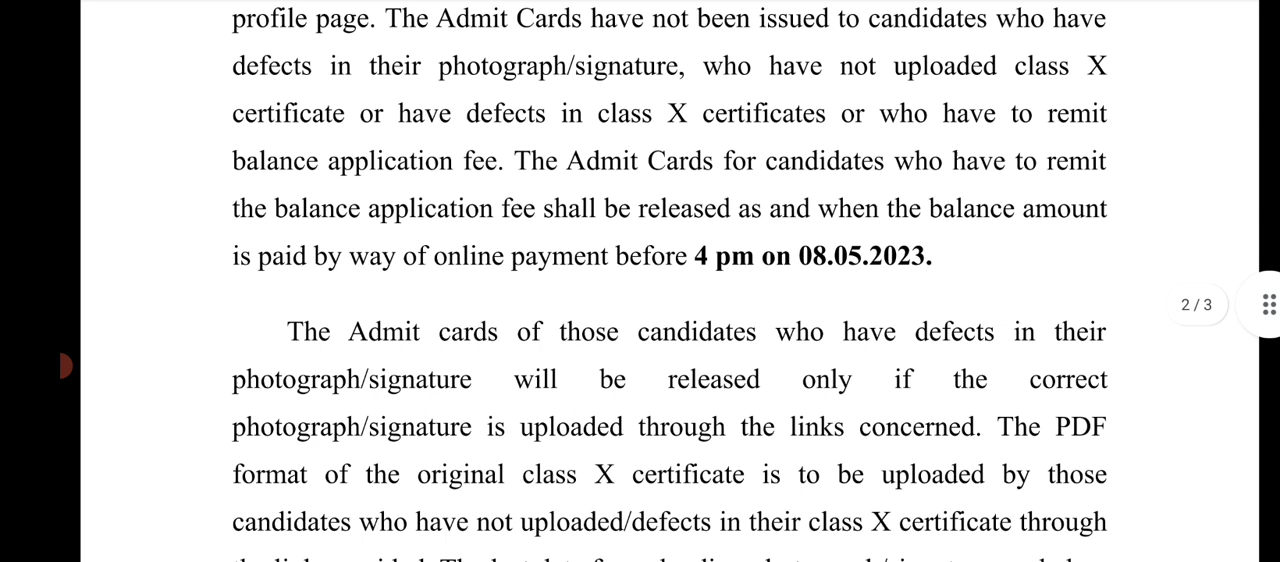 profile page. The Admit Cards have not been issued to candidates who have
defects in their photograph/signature, who have not uploaded class X
certificate or have defects in class X certificates or who have to remit
balance application fee. The Admit Cards for candidates who have to remit
the balance application fee shall be released as and when the balance amount
is paid by way of online payment before 4 pm on 08.05.2023.
2 / 3
The Admit cards of those candidates who have defects in their
photograph/signature will be released only if the correct
photograph/signature is uploaded through the links concerned. The PDF
format of the original class X certificate is to be uploaded by those
candidates who have not uploaded/defects in their class X certificate through